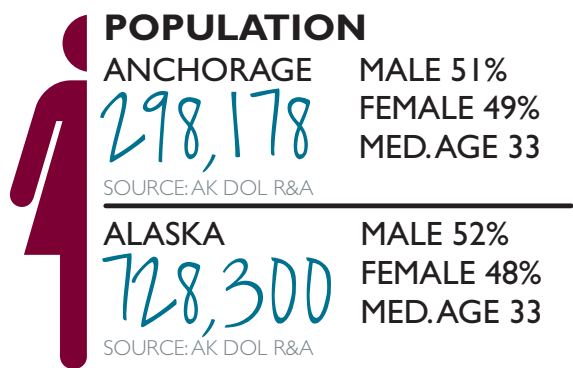 POPULATION
ANCHORAGE
298,178
SOURCE: AK DOL R&A
MALE 51%
FEMALE 49%
MED. AGE 33
ALASKA
728,300
SOURCE: AK DOL R&A
MALE 52%
FEMALE 48%
MED. AGE 33